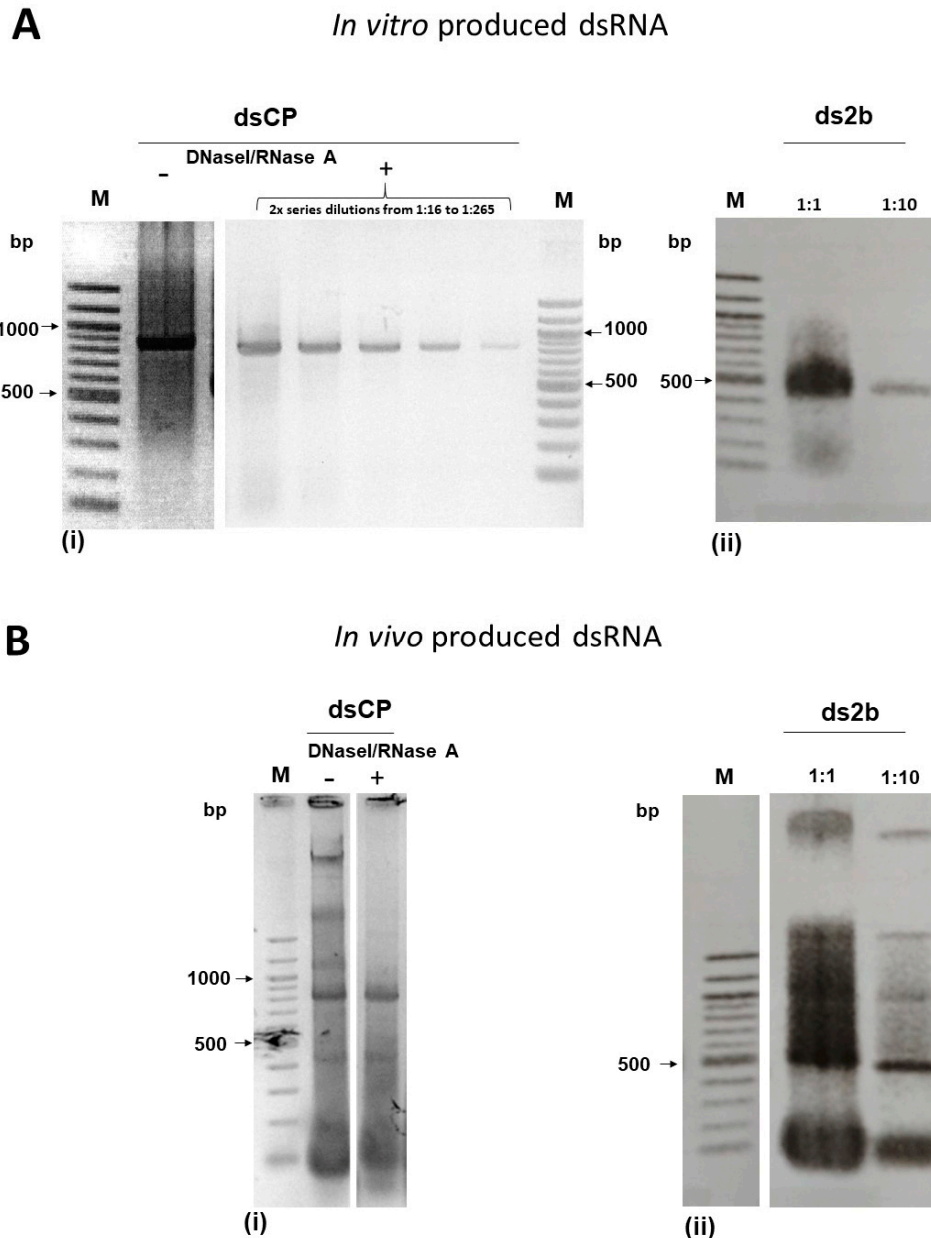 A
In vitro produced dsRNA
dsCP
DNaseI/RNase A
– +
M
2x series dilutions from 1:16 to 1:265
M
bp
bp
1000
500
1000
500
(i)
ds2b
M 1:1 1:10
bp
500
(ii)
B
In vivo produced dsRNA
dsCP
DNaseI/RNase A
M – +
bp
1000
500
(i)
ds2b
M 1:1 1:10
bp
500
(ii)